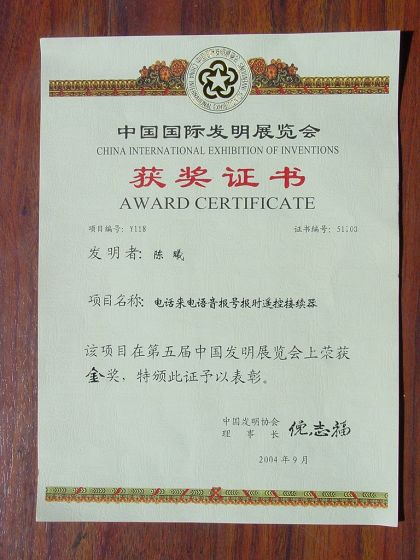 中国国际发明展览会
CHINA INTERNATIONAL EXHIBITION OF INVENTIONS
获奖证书
AWARD CERTIFICATE
项目编号: Y118 证书编号: 51103
发明者: 陈曦
项目名称: 电话来电语音报号报时遥控接续器
该项目在第五届中国发明展览会上荣获
金奖, 特颁此证予以表彰。
中国发明协会
理事长 倪志福
2004年9月